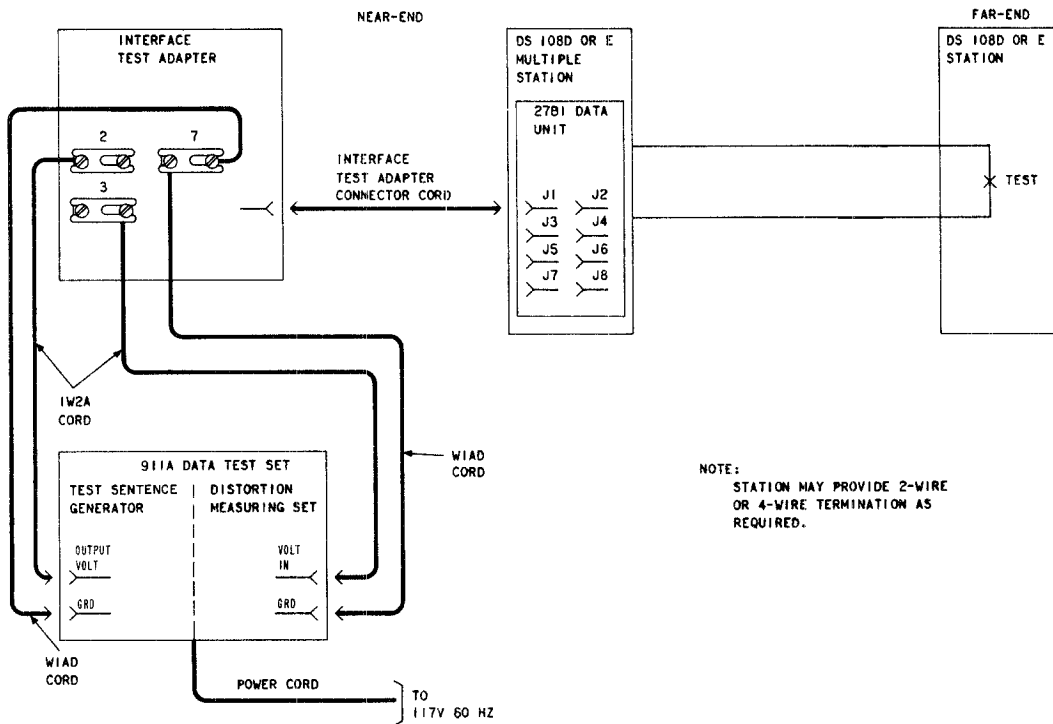 NEAR-END
FAR-END
INTERFACE
TEST ADAPTER
2
7
3
INTERFACE
TEST ADAPTER
CONNECTOR CORD
DS 108D OR E
MULTIPLE
STATION
27B1 DATA
UNIT
J1 J2
J3 J4
J5 J6
J7 J8
DS 108D OR E
STATION
TEST
1W2A
CORD
W1AD
CORD
911A DATA TEST SET
TEST SENTENCE
GENERATOR
DISTORTION
MEASURING SET
OUTPUT
VOLT
VOLT
IN
GRD
GRD
W1AD
CORD
POWER CORD
TO
117V 60 HZ
NOTE:
STATION MAY PROVIDE 2-WIRE
OR 4-WIRE TERMINATION AS
REQUIRED.